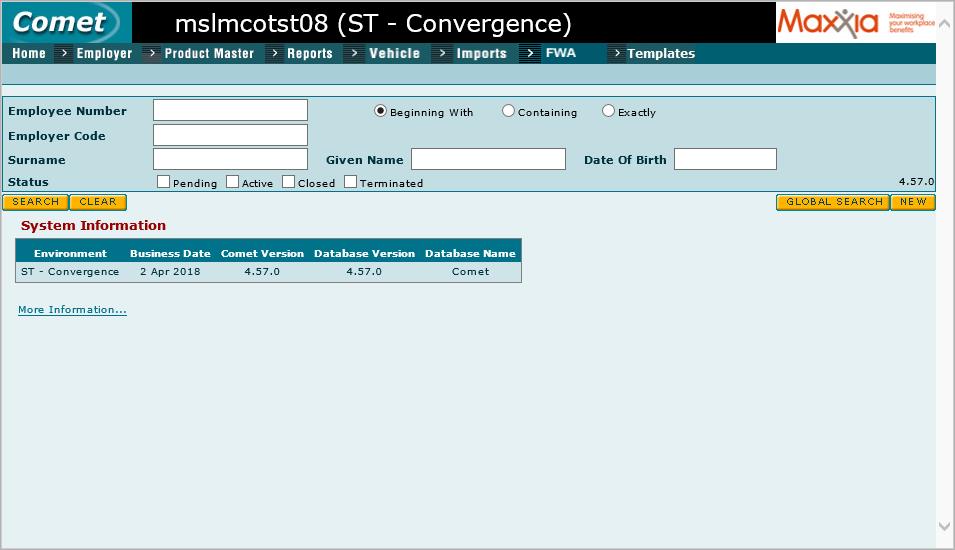 Comet mslmcotst08 (ST - Convergence) Maxxia Maximising your workplace benefits
Home > Employer > Product Master > Reports > Vehicle > Imports > FWA > Templates
Employee Number Beginning With Containing Exactly
Employer Code
Surname Given Name Date Of Birth
Status Pending Active Closed Terminated 4.57.0
SEARCH CLEAR GLOBAL SEARCH NEW
System Information
Environment Business Date Comet Version Database Version Database Name
ST - Convergence 2 Apr 2018 4.57.0 4.57.0 Comet
More Information...